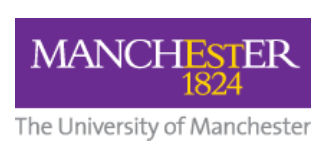 MANCHESTER
1824
The University of Manchester